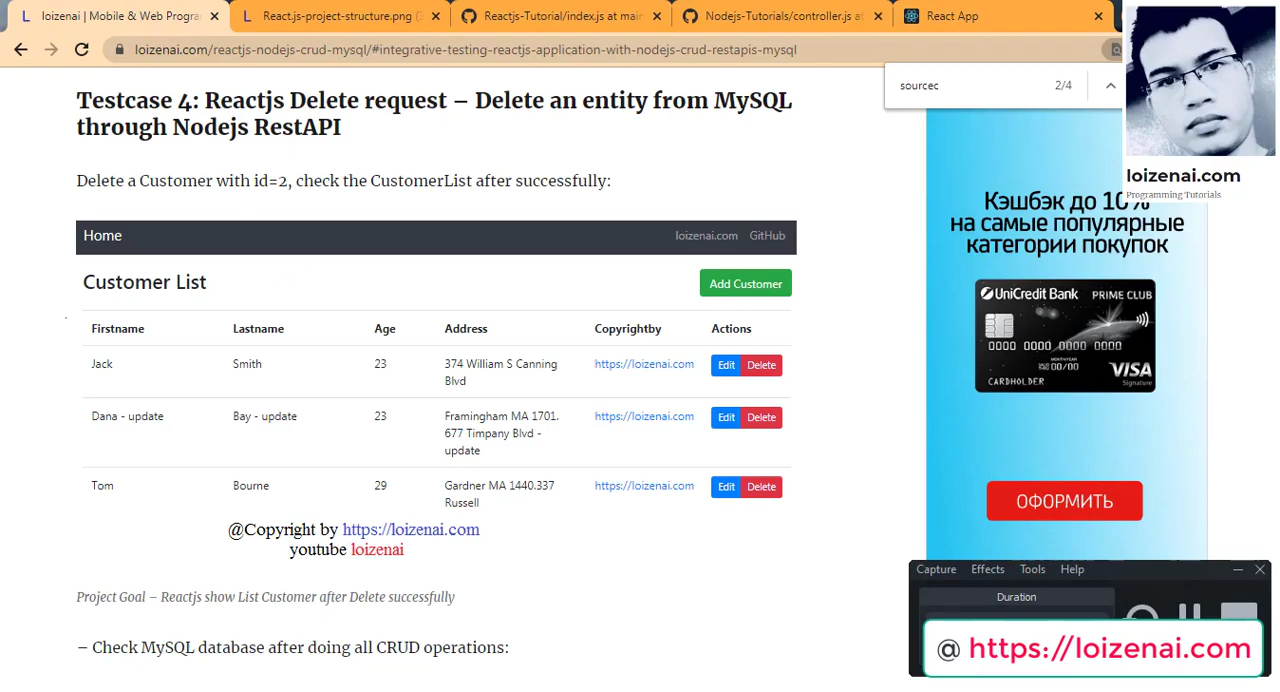 loizenai | Mobile & Web Progra
React.js-project-structure.png (
Reactjs-Tutorial/index.js at main
Nodejs-Tutorials/controller.js at
React App
loizenai.com/reactjs-nodejs-crud-mysql/#integrative-testing-reactjs-application-with-nodejs-crud-restapis-mysql
sourcec 2/4
loizenai.com
Programming Tutorials
Testcase 4: Reactjs Delete request – Delete an entity from MySQL
through Nodejs RestAPI
Delete a Customer with id=2, check the CustomerList after successfully:
Home loizenai.com GitHub
Customer List Add Customer
Firstname Lastname Age Address Copyrightby Actions
Jack Smith 23 374 William S Canning https://loizenai.com Edit Delete
Blvd
Dana - update Bay - update 23 Framingham MA 1701. https://loizenai.com Edit Delete
677 Timpany Blvd -
update
Tom Bourne 29 Gardner MA 1440.337 https://loizenai.com Edit Delete
Russell
@Copyright by https://loizenai.com
youtube loizenai
Project Goal – Reactjs show List Customer after Delete successfully
– Check MySQL database after doing all CRUD operations:
Кэшбэк до 10%
на самые популярные
категории покупок
UniCredit Bank PRIME CLUB
0000 0000 0000 0000
00/00
CARDHOLDER
VISA
Signature
ОФОРМИТЬ
Capture Effects Tools Help
Duration
@ https://loizenai.com